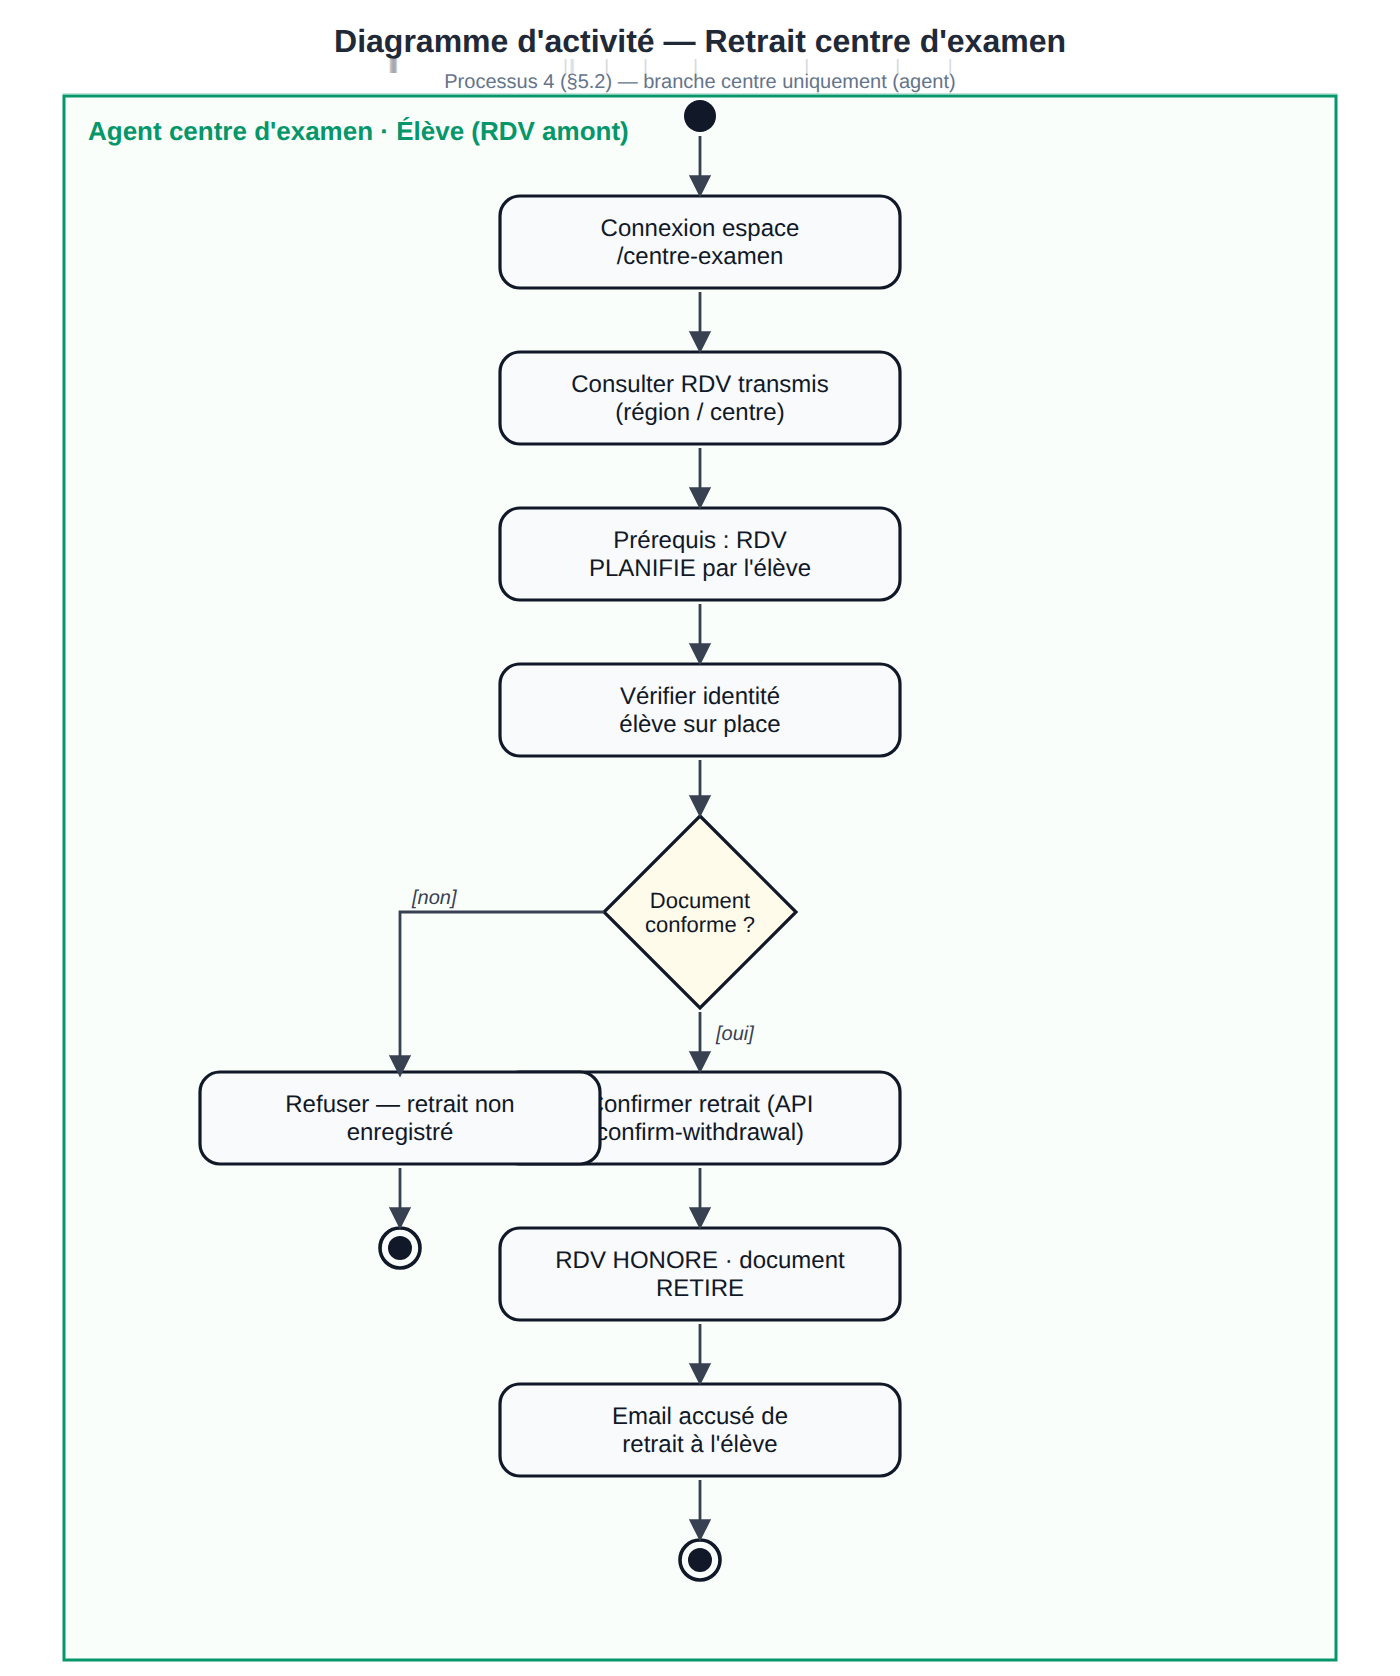 Diagramme d'activité — Retrait centre d'examen
Processus 4 (§5.2) — branche centre uniquement (agent)
Agent centre d'examen · Élève (RDV amont)
Connexion espace
/centre-examen
Consulter RDV transmis
(région / centre)
Prérequis : RDV
PLANIFIE par l'élève
Vérifier identité
élève sur place
Document
conforme ?
[non]
[oui]
Refuser — retrait non
enregistré
Confirmer retrait (API
confirm-withdrawal)
RDV HONORE · document
RETIRE
Email accusé de
retrait à l'élève